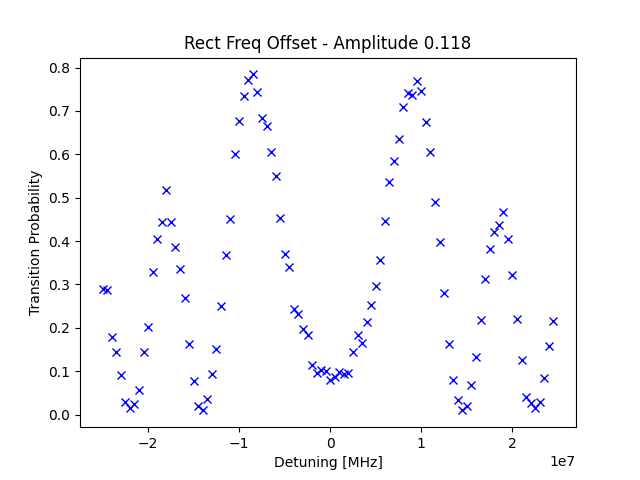 Rect Freq Offset - Amplitude 0.118
Transition Probability
0.8
0.7
0.6
0.5
0.4
0.3
0.2
0.1
0.0
−2 −1 0 1 2
1e7
Detuning [MHz]